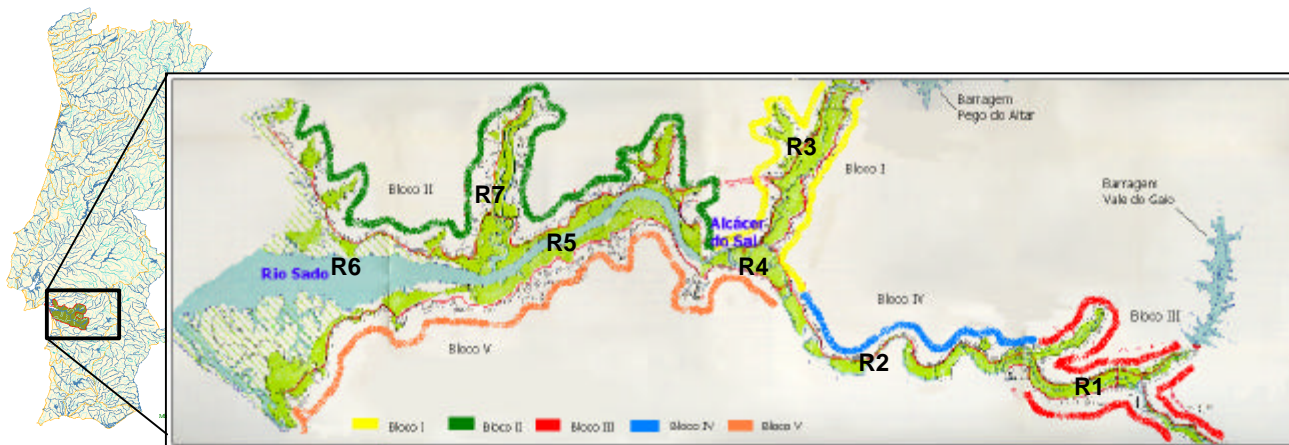 Barragem
Pego do Altar
R3
Bloco I
Bloco II
R7
Barragem
Vale do Gaio
Alcácer
do Sal
R5
R4
R6
Rio Sado
Bloco IV
Bloco III
Bloco V
R2
R1
Bloco I
Bloco II
Bloco III
Bloco IV
Bloco V